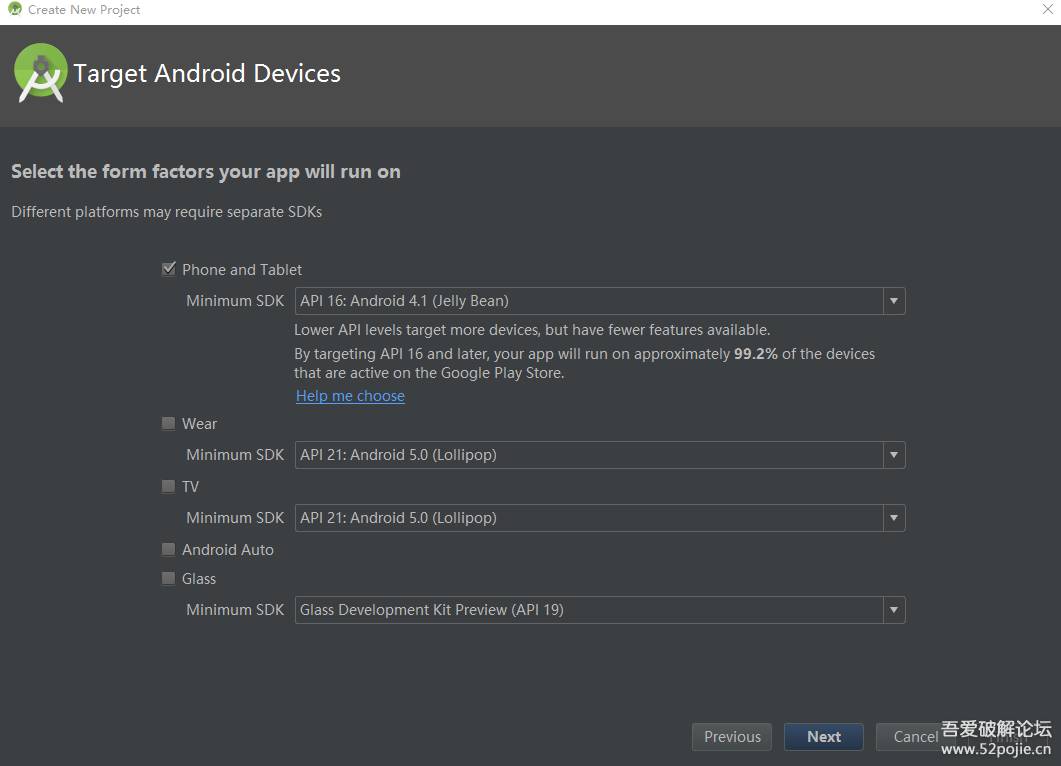 Create New Project
Target Android Devices
Select the form factors your app will run on
Different platforms may require separate SDKs
Phone and Tablet
Minimum SDK API 16: Android 4.1 (Jelly Bean)
Lower API levels target more devices, but have fewer features available.
By targeting API 16 and later, your app will run on approximately 99.2% of the devices
that are active on the Google Play Store.
Help me choose
Wear
Minimum SDK API 21: Android 5.0 (Lollipop)
TV
Minimum SDK API 21: Android 5.0 (Lollipop)
Android Auto
Glass
Minimum SDK Glass Development Kit Preview (API 19)
Previous Next Cancel Finish
吾爱破解论坛
www.52pojie.cn